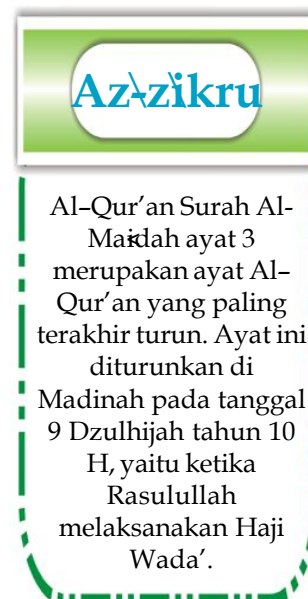 Az-zikru
Al–Qur’an Surah Al-
Maidah ayat 3
merupakan ayat Al–
Qur’an yang paling
terakhir turun. Ayat ini
diturunkan di
Madinah pada tanggal
9 Dzulhijah tahun 10
H, yaitu ketika
Rasulullah
melaksanakan Haji
Wada’.